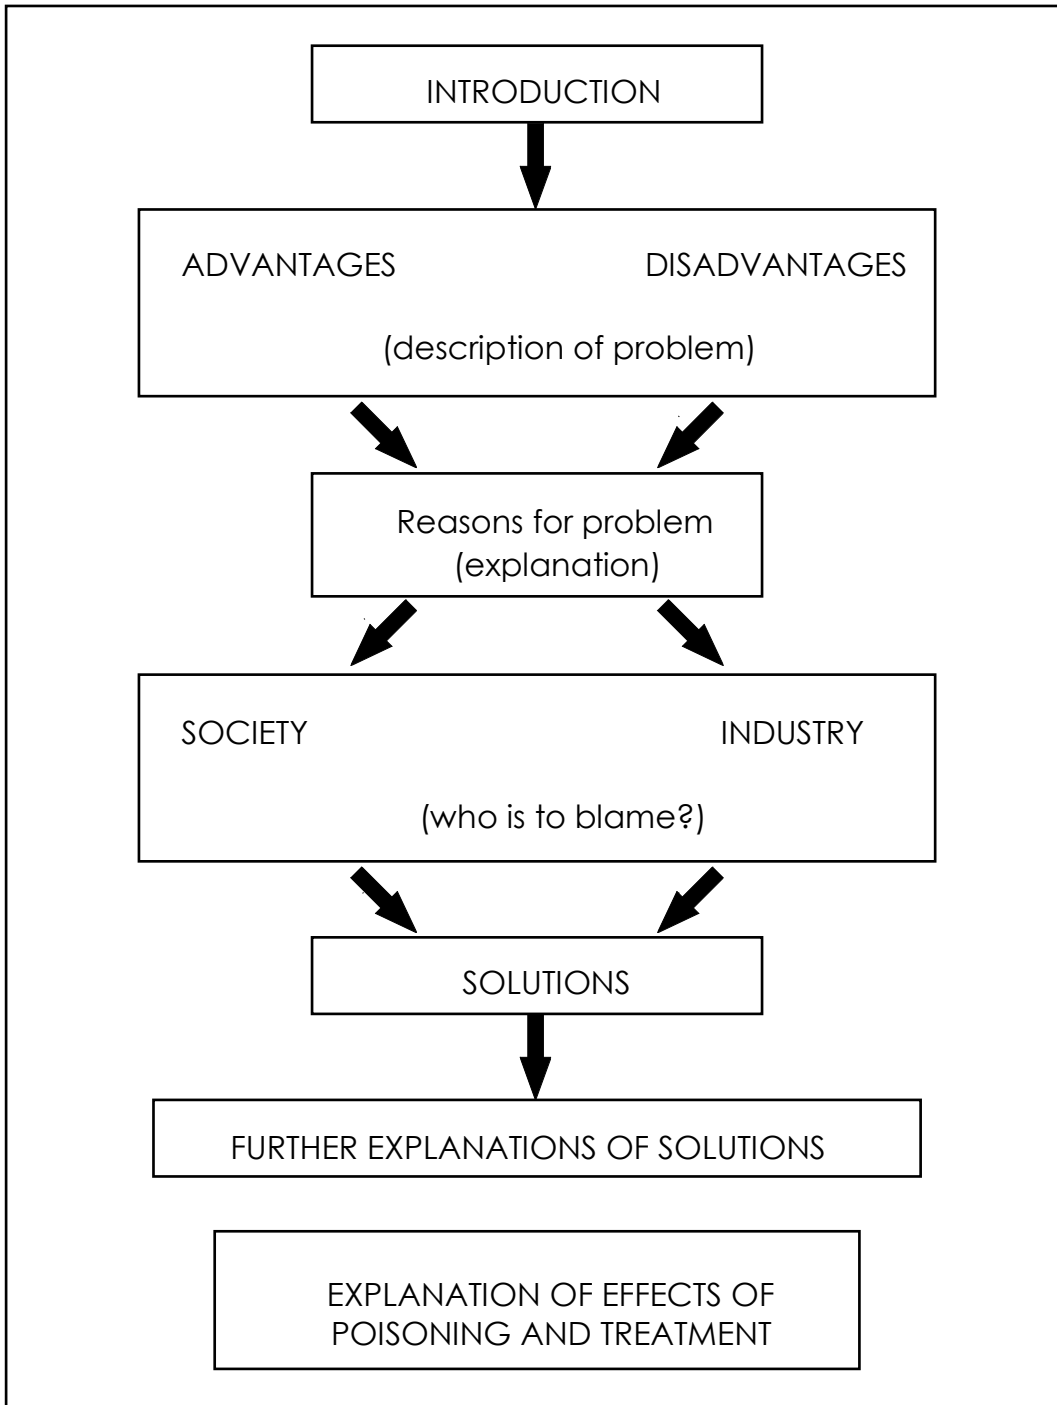 INTRODUCTION
ADVANTAGES DISADVANTAGES
(description of problem)
Reasons for problem
(explanation)
SOCIETY INDUSTRY
(who is to blame?)
SOLUTIONS
FURTHER EXPLANATIONS OF SOLUTIONS
EXPLANATION OF EFFECTS OF
POISONING AND TREATMENT